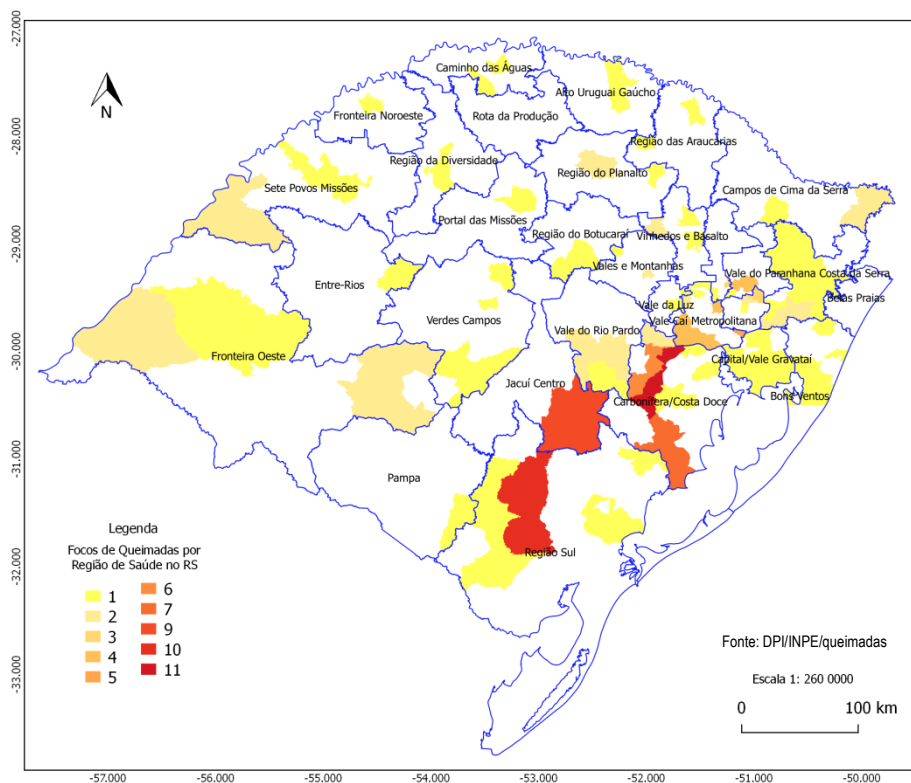 -27.000
-28.000
-29.000
-30.000
-31.000
-32.000
-33.000
N
Caminho das Águas
Alto Uruguai Gaúcho
Fronteira Noroeste
Rota da Produção
Região das Araucárias
Região da Diversidade
Região do Planalto
Sete Povos Missões
Campos de Cima da Serra
Portal das Missões
Região do Botucaraí
Vinhedos e Basalto
Vales e Montanhas
Entre-Rios
Vale do Paranhana Costa da Serra
Belas Praias
Vale da Luz
Verdes Campos
Vale Caí Metropolitana
Vale do Rio Pardo
Fronteira Oeste
Capital/Vale Gravataí
Jacuí Centro
Bons Ventos
Carbonífera/Costa Doce
Pampa
Região Sul
Legenda
Focos de Queimadas por
Região de Saúde no RS
1
2
3
4
5
6
7
9
10
11
Fonte: DPI/INPE/queimadas
Escala 1: 260 0000
0 100 km
-57.000 -56.000 -55.000 -54.000 -53.000 -52.000 -51.000 -50.000